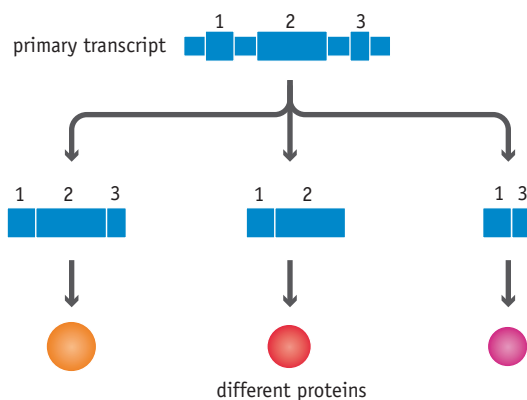 1 2 3
primary transcript
1 2 3 1 2 1 3
different proteins